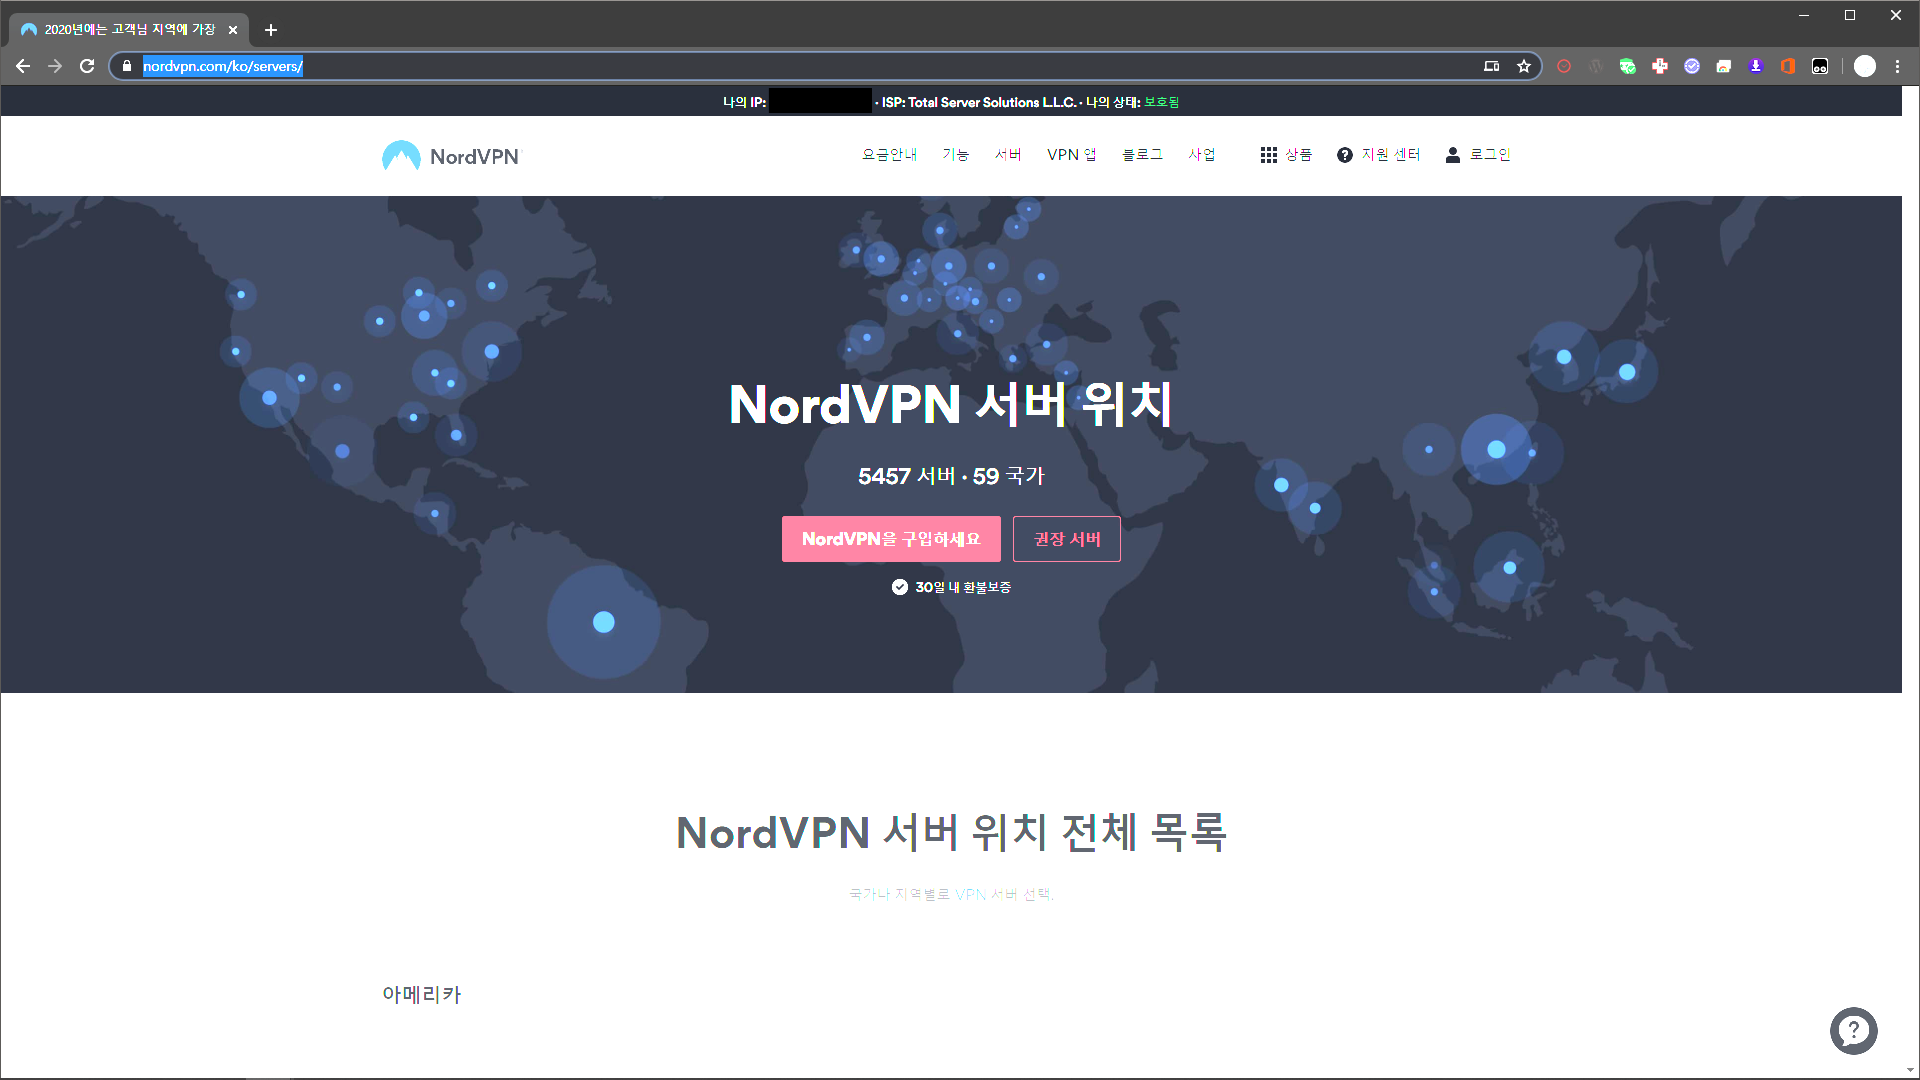 2020년에는 고객님 지역에 가장
nordvpn.com/ko/servers/
나의 IP: · ISP: Total Server Solutions L.L.C. · 나의 상태: 보호됨
NordVPN
요금안내 기능 서버 VPN 앱 블로그 사업 상품 지원 센터 로그인
NordVPN 서버 위치
5457 서버 · 59 국가
NordVPN을 구입하세요 권장 서버
30일 내 환불보증
NordVPN 서버 위치 전체 목록
국가나 지역별로 VPN 서버 선택.
아메리카